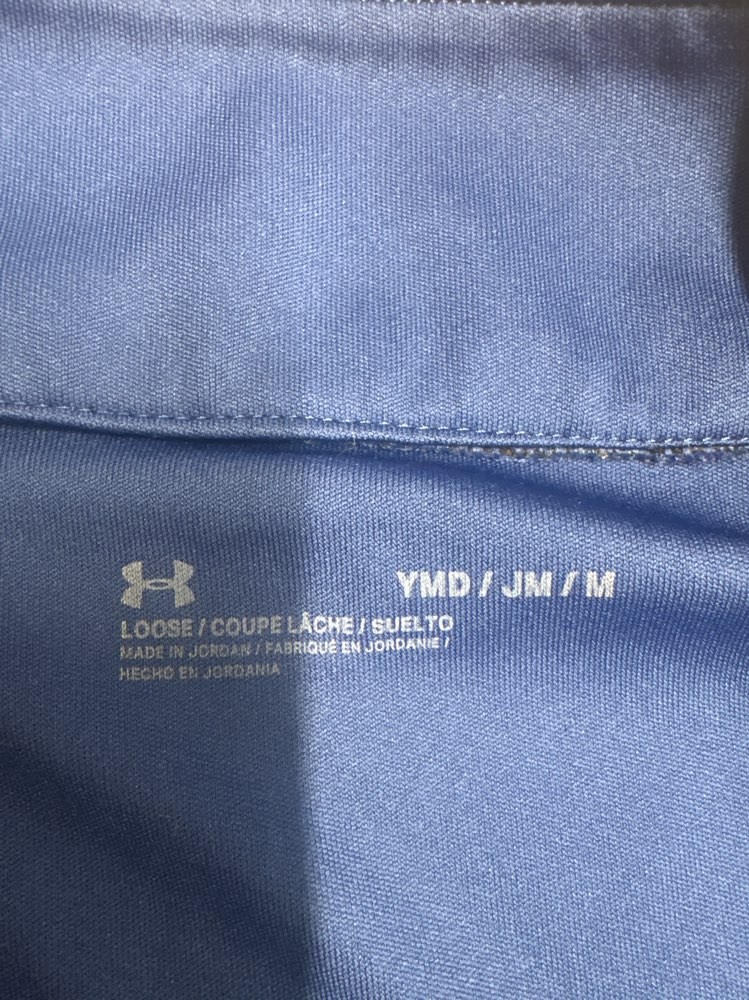 YMD / JM / M
LOOSE / COUPE LÂCHE / SUELTO
MADE IN JORDAN / FABRIQUÉ EN JORDANIE /
HECHO EN JORDANIA